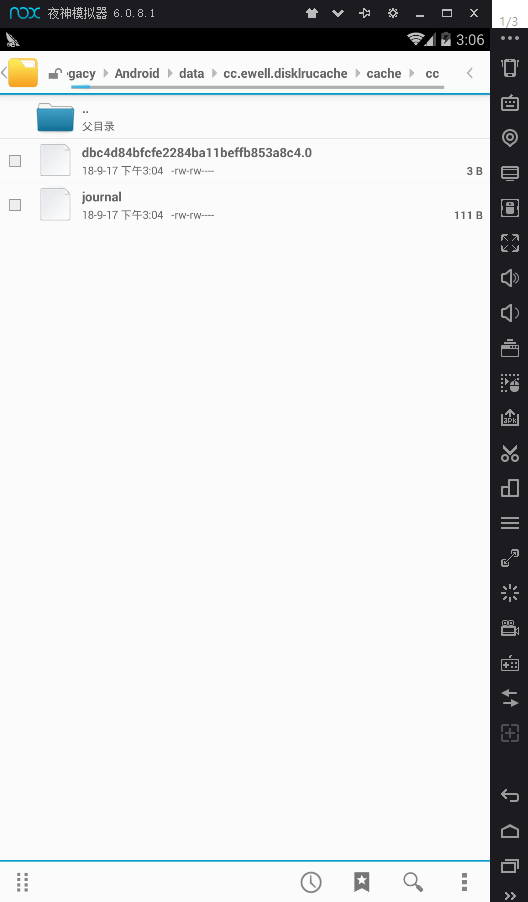 nox 夜神模拟器 6.0.8.1
1/3
3:06
gacy Android data cc.ewell.disklrucache cache cc
..
父目录
dbc4d84bfcfe2284ba11beffb853a8c4.0
18-9-17 下午3:04 -rw-rw---- 3 B
journal
18-9-17 下午3:04 -rw-rw---- 111 B